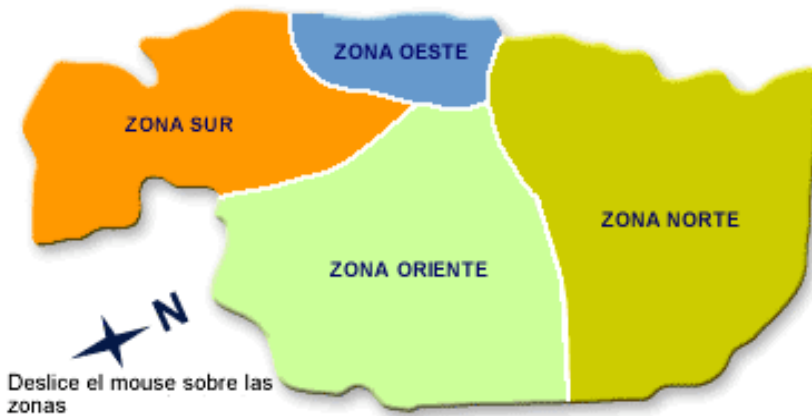 ZONA OESTE
ZONA SUR
ZONA NORTE
ZONA ORIENTE
N
Deslice el mouse sobre las
zonas